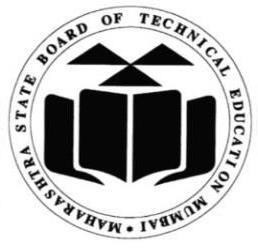 MAHARASHTRA STATE BOARD OF TECHNICAL EDUCATION MUMBAI •